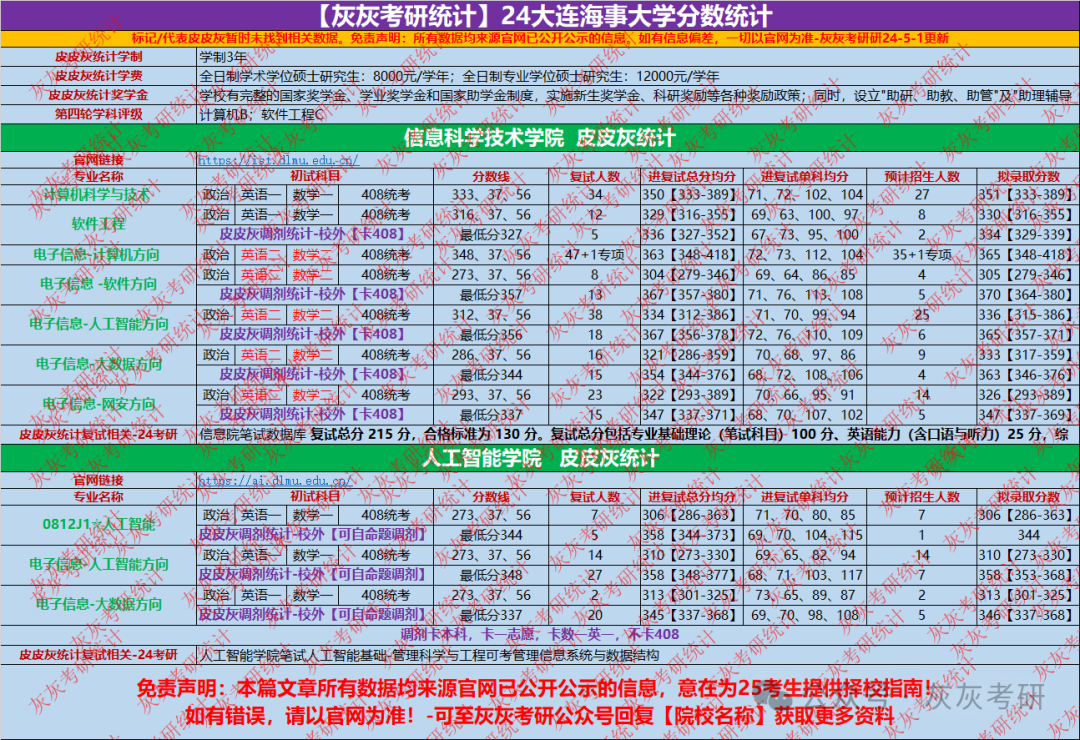 【灰灰考研统计】24大连海事大学分数统计
标记/代表皮皮灰暂时未找到相关数据。免责声明：所有数据均来源官网已公开公示的信息，如有信息偏差，一切以官网为准-灰灰考研研24-5-1更新
皮皮灰统计学制 学制3年
皮皮灰统计学费 全日制学术学位硕士研究生：8000元/学年；全日制专业学位硕士研究生：12000元/学年
皮皮灰统计奖学金 学校有完整的国家奖学金、学业奖学金和国家助学金制度，实施新生奖学金、科研奖励等各种奖励政策；同时，设立"助研、助教、助管"及"助理辅导
第四轮学科评级 计算机B；软件工程C
信息科学技术学院 皮皮灰统计
官网链接 https://isi.dlmu.edu.cn/
专业名称 初试科目 分数线 复试人数 进复试总分均分 进复试单科均分 预计招生人数 拟录取分数
计算机科学与技术 政治 英语一 数学一 408统考 333、37、56 34 350【333-389】 71、72、102、104 27 351【333-389】
软件工程 政治 英语一 数学一 408统考 316、37、56 12 329【316-355】 69、63、100、97 8 330【316-355】
皮皮灰调剂统计-校外【卡408】 最低分327 5 336【327-352】 67、73、95、100 2 334【329-339】
电子信息-计算机方向 政治 英语二 数学二 408统考 348、37、56 47+1专项 363【348-418】 72、73、112、104 35+1专项 365【348-418】
电子信息 -软件方向 政治 英语二 数学二 408统考 273、37、56 8 304【279-346】 69、64、86、85 4 305【279-346】
皮皮灰调剂统计-校外【卡408】 最低分357 13 367【357-380】 71、76、113、108 5 370【364-380】
电子信息-人工智能方向 政治 英语二 数学二 408统考 312、37、56 38 334【312-386】 71、70、99、94 25 336【315-386】
皮皮灰调剂统计-校外【卡408】 最低分356 18 367【356-378】 72、76、110、109 6 365【357-371】
电子信息-大数据方向 政治 英语二 数学二 408统考 286、37、56 16 321【286-359】 70、68、97、86 9 333【317-359】
皮皮灰调剂统计-校外【卡408】 最低分344 15 354【344-376】 68、72、108、106 4 363【346-376】
电子信息-网安方向 政治 英语二 数学二 408统考 293、37、56 23 322【293-389】 70、66、95、91 14 326【293-389】
皮皮灰调剂统计-校外【卡408】 最低分337 15 347【337-371】 68、70、107、102 5 347【337-369】
皮皮灰统计复试相关-24考研 信息院笔试数据库 复试总分 215 分，合格标准为 130 分。复试总分包括专业基础理论（笔试科目）100 分、英语能力（含口语与听力）25 分，综
人工智能学院 皮皮灰统计
官网链接 https://ai.dlmu.edu.cn/
专业名称 初试科目 分数线 复试人数 进复试总分均分 进复试单科均分 预计招生人数 拟录取分数
0812J1☆人工智能 政治 英语一 数学一 408统考 273、37、56 7 306【286-363】 71、70、80、85 7 306【286-363】
皮皮灰调剂统计-校外【可自命题调剂】 最低分344 5 358【344-373】 69、70、104、115 1 344
电子信息-人工智能方向 政治 英语一 数学一 408统考 273、37、56 14 310【273-330】 69、65、82、94 14 310【273-330】
皮皮灰调剂统计-校外【可自命题调剂】 最低分348 27 358【348-377】 68、71、103、117 7 358【353-368】
电子信息-大数据方向 政治 英语一 数学一 408统考 273、37、56 2 313【301-325】 73、65、89、87 2 313【301-325】
皮皮灰调剂统计-校外【可自命题调剂】 最低分337 20 345【337-368】 69、70、98、108 5 346【337-368】
调剂卡本科，卡一志愿，卡数一英一，不卡408
皮皮灰统计复试相关-24考研 人工智能学院笔试人工智能基础-管理科学与工程可考管理信息系统与数据结构
免责声明：本篇文章所有数据均来源官网已公开公示的信息，意在为25考生提供择校指南！
如有错误，请以官网为准！-可至灰灰考研公众号回复【院校名称】获取更多资料
公众号 灰灰考研
灰灰考研统计